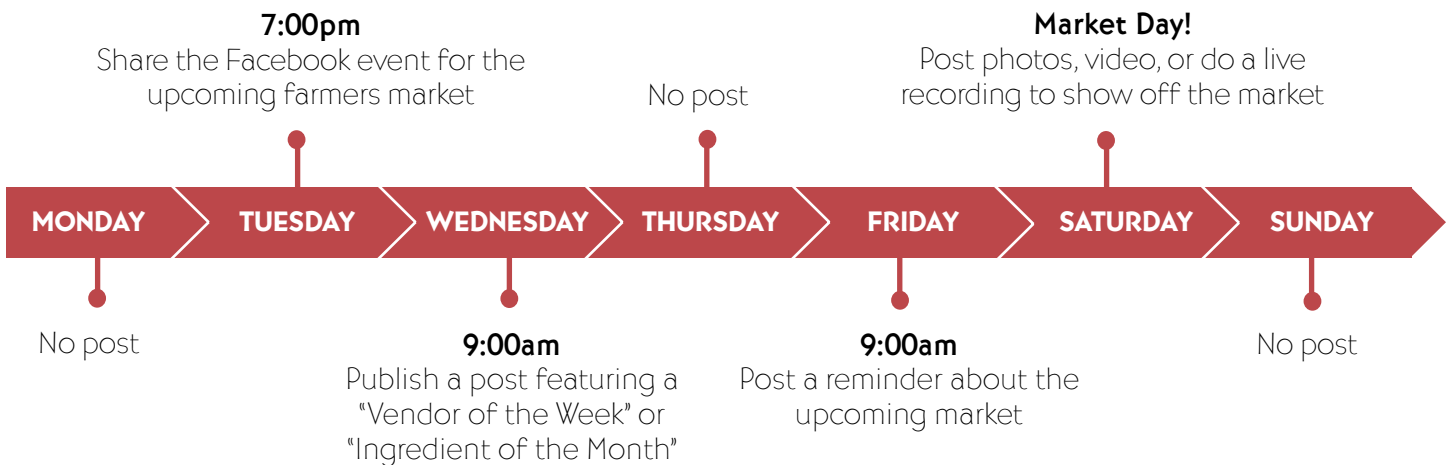 7:00pm
Share the Facebook event for the
upcoming farmers market
No post
Market Day!
Post photos, video, or do a live
recording to show off the market
MONDAY
TUESDAY
WEDNESDAY
THURSDAY
FRIDAY
SATURDAY
SUNDAY
No post
9:00am
Publish a post featuring a
“Vendor of the Week” or
“Ingredient of the Month”
9:00am
Post a reminder about the
upcoming market
No post